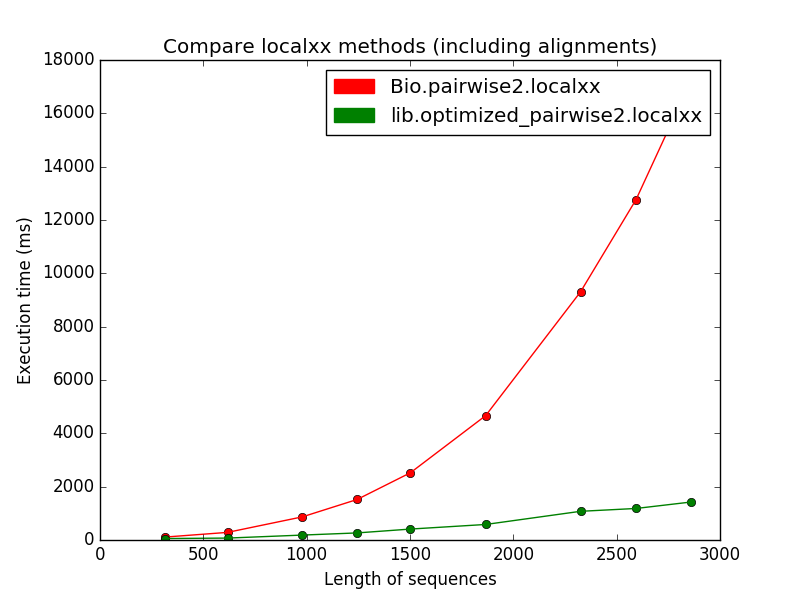 Compare localxx methods (including alignments)
Bio.pairwise2.localxx
lib.optimized_pairwise2.localxx
Execution time (ms)
18000
16000
14000
12000
10000
8000
6000
4000
2000
0
0 500 1000 1500 2000 2500 3000
Length of sequences